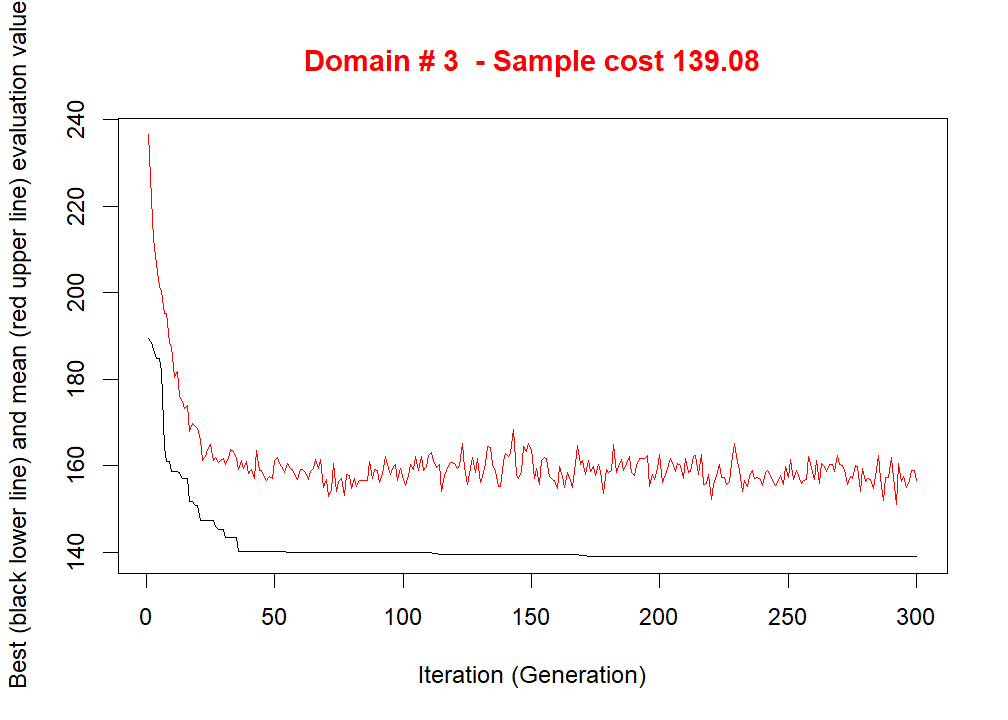 Domain # 3  - Sample cost 139.08
Best (black lower line) and mean (red upper line) evaluation value
240
220
200
180
160
140
0 50 100 150 200 250 300
Iteration (Generation)